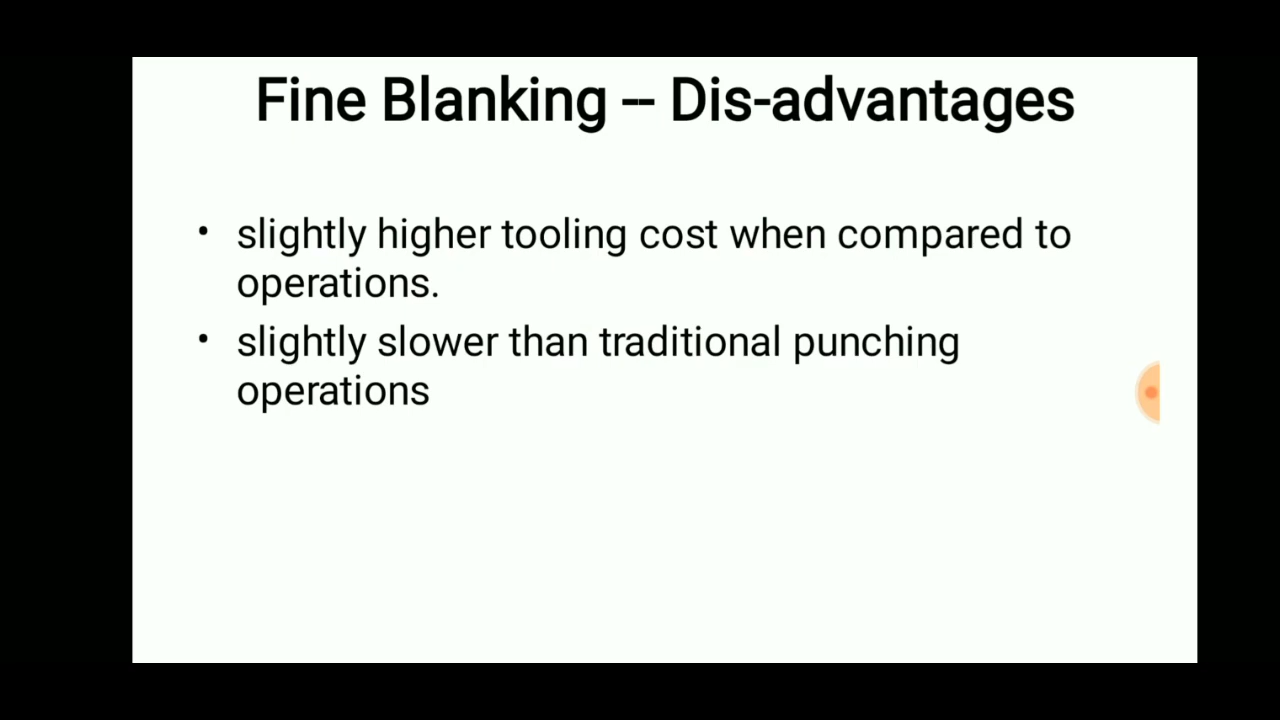 Fine Blanking -- Dis-advantages
• slightly higher tooling cost when compared to
operations.
• slightly slower than traditional punching
operations